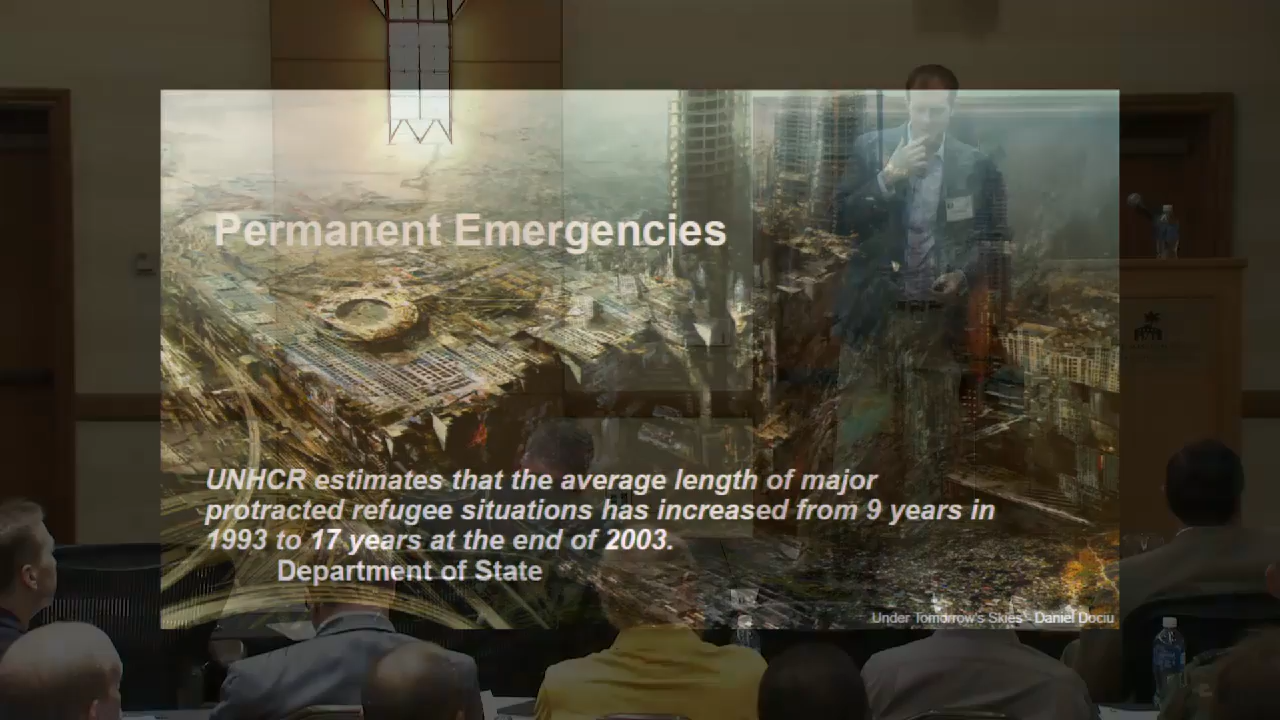 Permanent Emergencies
UNHCR estimates that the average length of major
protracted refugee situations has increased from 9 years in
1993 to 17 years at the end of 2003.
Department of State
Under Tomorrow's Skies - Daniel Dociu